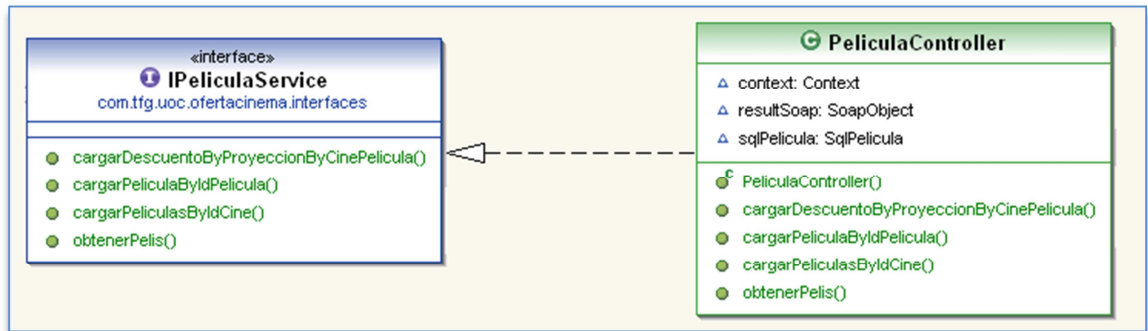 «interface»
IPeliculaService
com.tfg.uoc.ofertacinema.interfaces
cargarDescuentoByProyeccionByCinePelicula()
cargarPeliculaByIdPelicula()
cargarPeliculasByIdCine()
obtenerPelis()
PeliculaController
context: Context
resultSoap: SoapObject
sqlPelicula: SqlPelicula
PeliculaController()
cargarDescuentoByProyeccionByCinePelicula()
cargarPeliculaByIdPelicula()
cargarPeliculasByIdCine()
obtenerPelis()